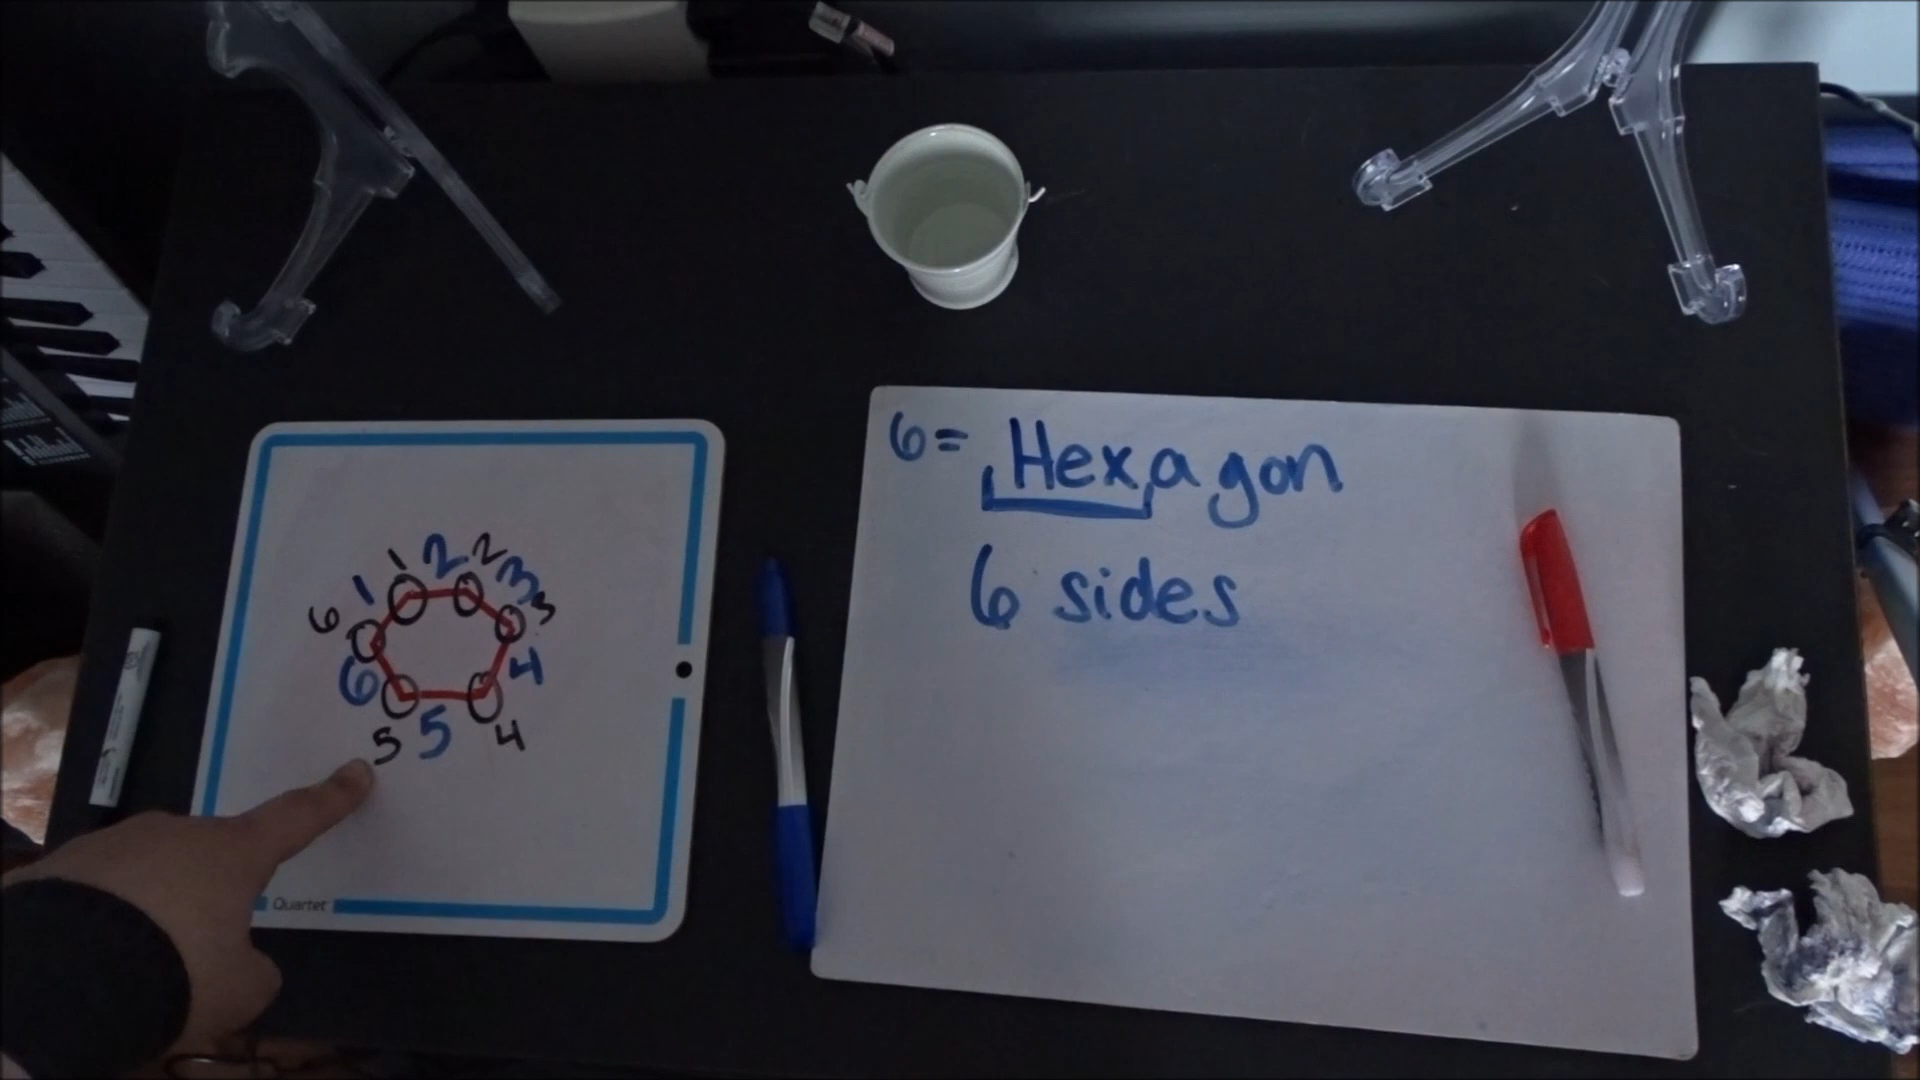 1 2 2 3
1
6 3
6 4
5 5 4
Quartet
6 = Hexagon
6 sides